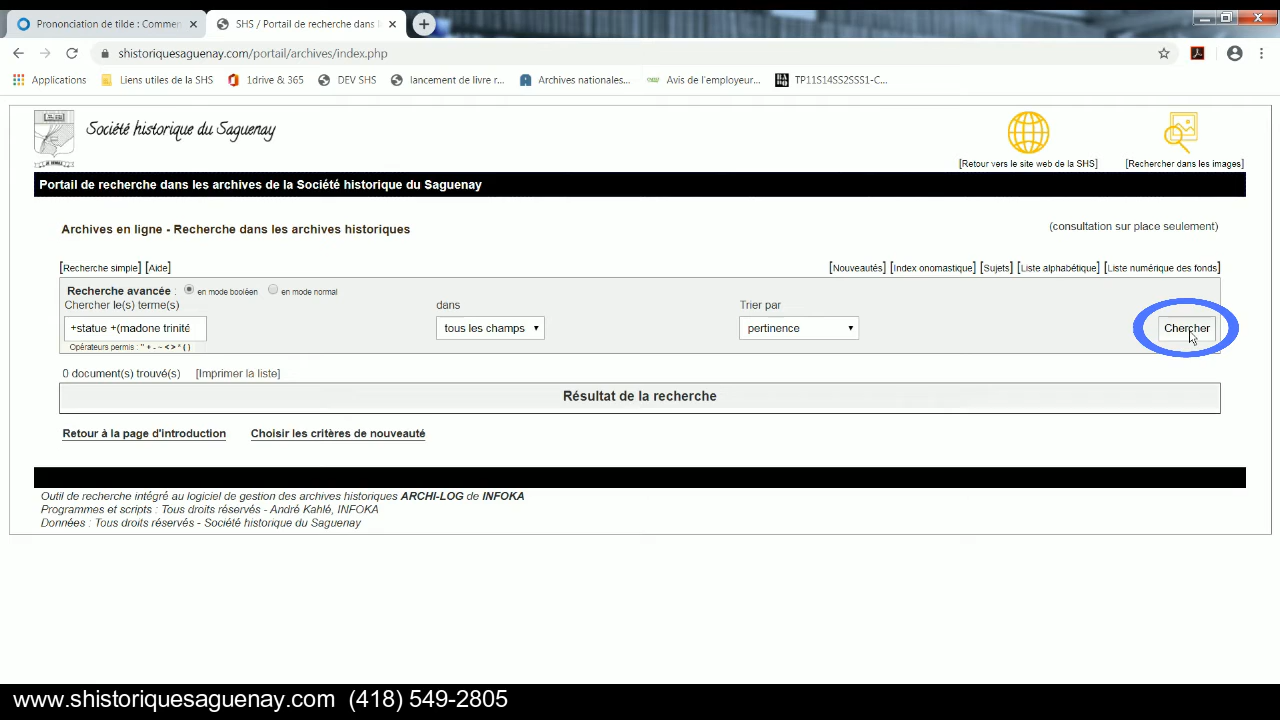 Prononciation de tilde : Commen
SHS / Portail de recherche dans l
shistoriquesaguenay.com/portail/archives/index.php
Applications
Liens utiles de la SHS
1drive & 365
DEV SHS
lancement de livre r...
Archives nationales...
Avis de l'employeur...
TP11S14SS2SSS1-C...
Société historique du Saguenay
[Retour vers le site web de la SHS]
[Rechercher dans les images]
Portail de recherche dans les archives de la Société historique du Saguenay
Archives en ligne - Recherche dans les archives historiques
(consultation sur place seulement)
[Recherche simple] [Aide]
[Nouveautés] [Index onomastique] [Sujets] [Liste alphabétique] [Liste numérique des fonds]
Recherche avancée : en mode booléen en mode normal
Chercher le(s) terme(s)
dans
Trier par
+statue +(madone trinité
tous les champs
pertinence
Chercher
Opérateurs permis : " + - ~ < > * ( )
0 document(s) trouvé(s) [Imprimer la liste]
Résultat de la recherche
Retour à la page d'introduction
Choisir les critères de nouveauté
Outil de recherche intégré au logiciel de gestion des archives historiques ARCHI-LOG de INFOKA
Programmes et scripts : Tous droits réservés - André Kahlé, INFOKA
Données : Tous droits réservés - Société historique du Saguenay
www.shistoriquesaguenay.com (418) 549-2805